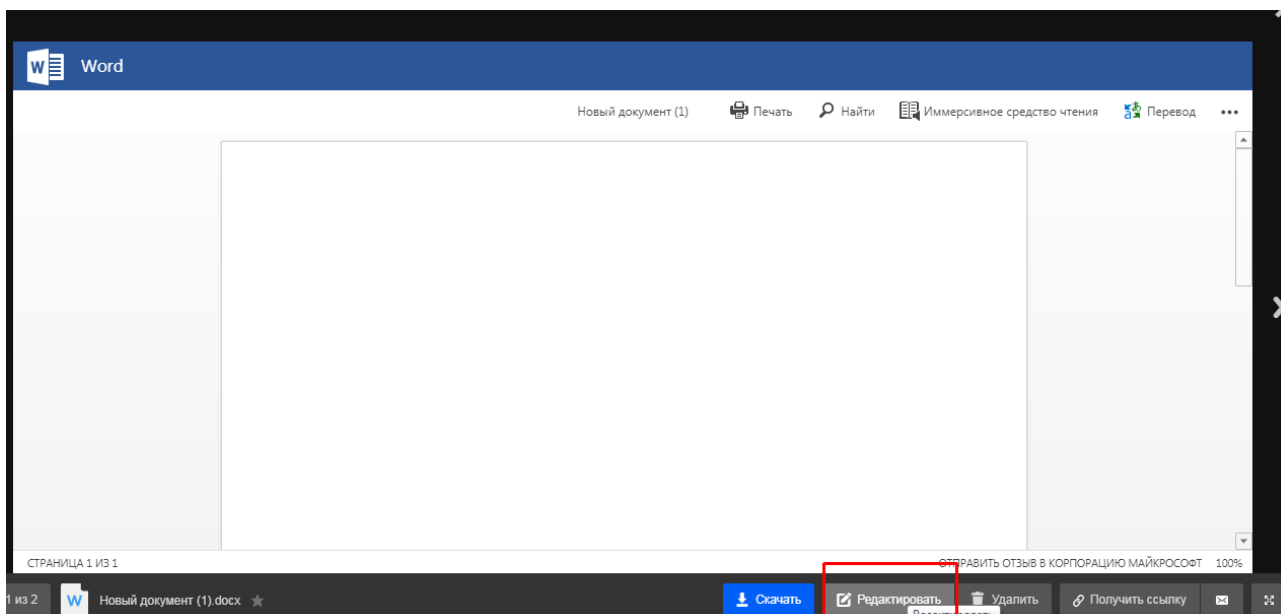 Word
Новый документ (1) Печать Найти Иммерсивное средство чтения Перевод
СТРАНИЦА 1 ИЗ 1 ОТПРАВИТЬ ОТЗЫВ В КОРПОРАЦИЮ МАЙКРОСОФТ 100%
1 из 2 W Новый документ (1).docx Скачать Редактировать Удалить Получить ссылку
Редактировать